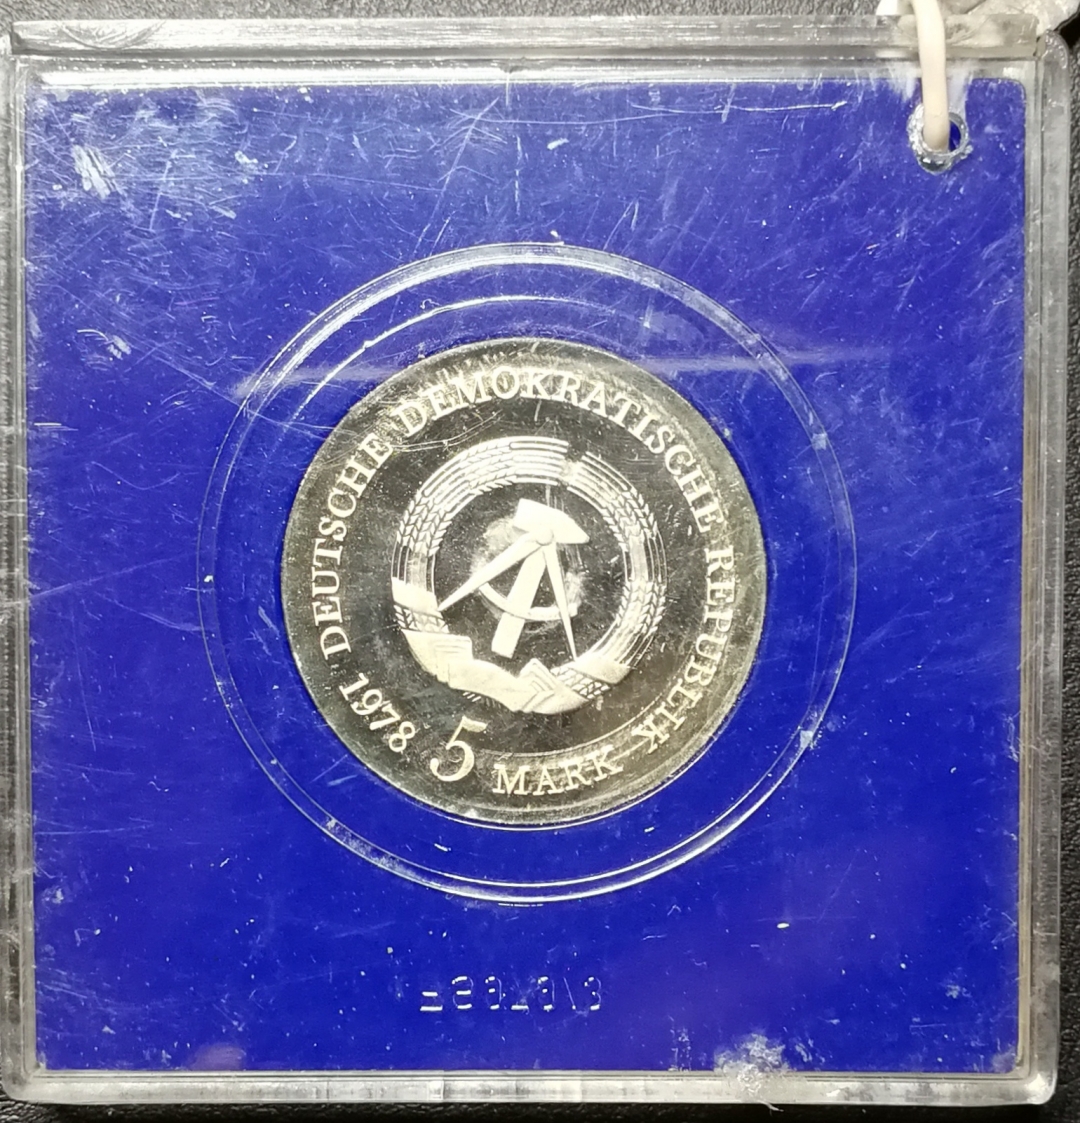 DEUTSCHE DEMOKRATISCHE REPUBLIK
1978
5 MARK